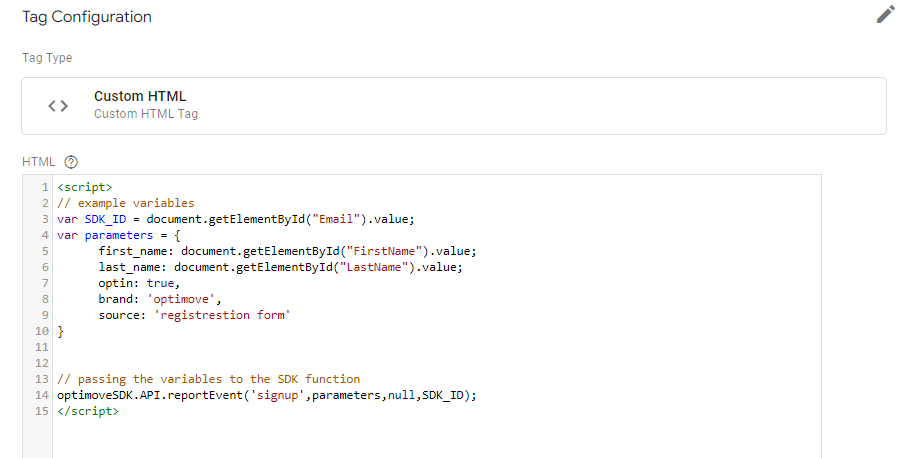 Tag Configuration
Tag Type
Custom HTML
Custom HTML Tag
HTML ?
1 <script>
2 // example variables
3 var SDK_ID = document.getElementById("Email").value;
4 var parameters = {
5 first_name: document.getElementById("FirstName").value;
6 last_name: document.getElementById("LastName").value;
7 optin: true,
8 brand: 'optimove',
9 source: 'registrestion form'
10 }
11
12
13 // passing the variables to the SDK function
14 optimoveSDK.API.reportEvent('signup',parameters,null,SDK_ID);
15 </script>